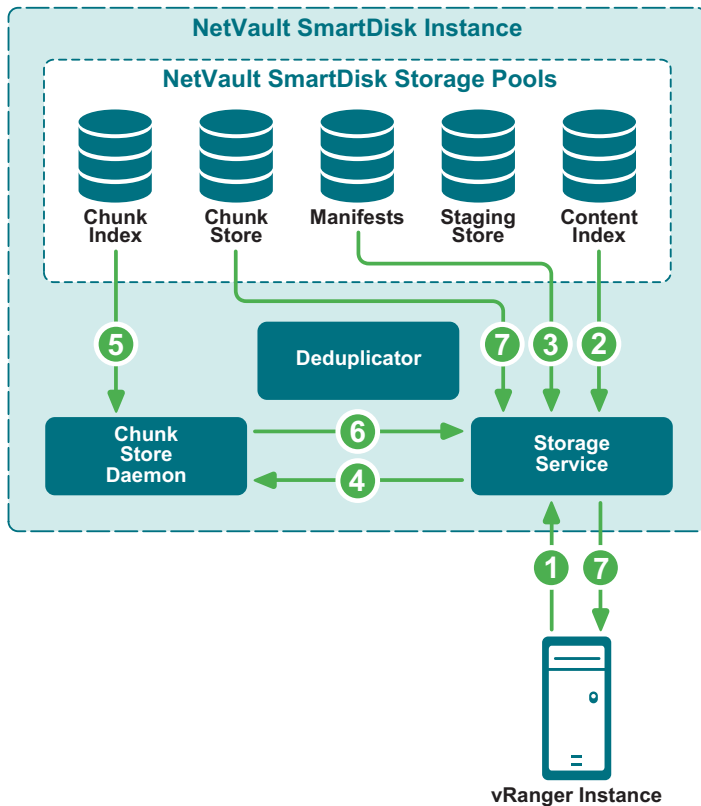 NetVault SmartDisk Instance
NetVault SmartDisk Storage Pools
Chunk
Index
Chunk
Store
Manifests
Staging
Store
Content
Index
5
7
3
2
Deduplicator
Chunk
Store
Daemon
6
4
Storage
Service
1
7
vRanger Instance